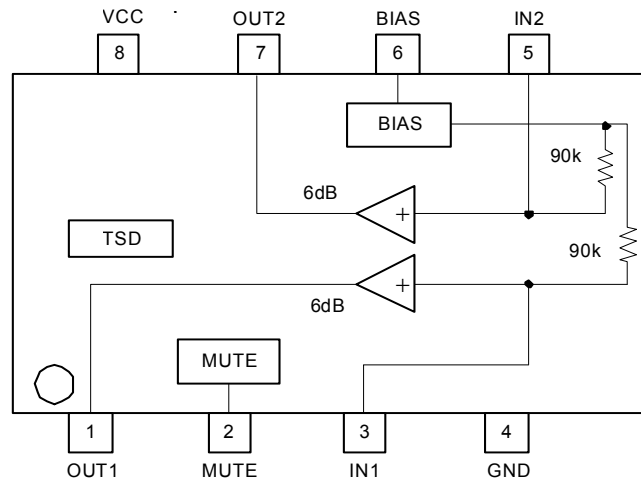 VCC OUT2 BIAS IN2
8 7 6 5
BIAS
90k
6dB
+
TSD
90k
+
6dB
MUTE
1 2 3 4
OUT1 MUTE IN1 GND